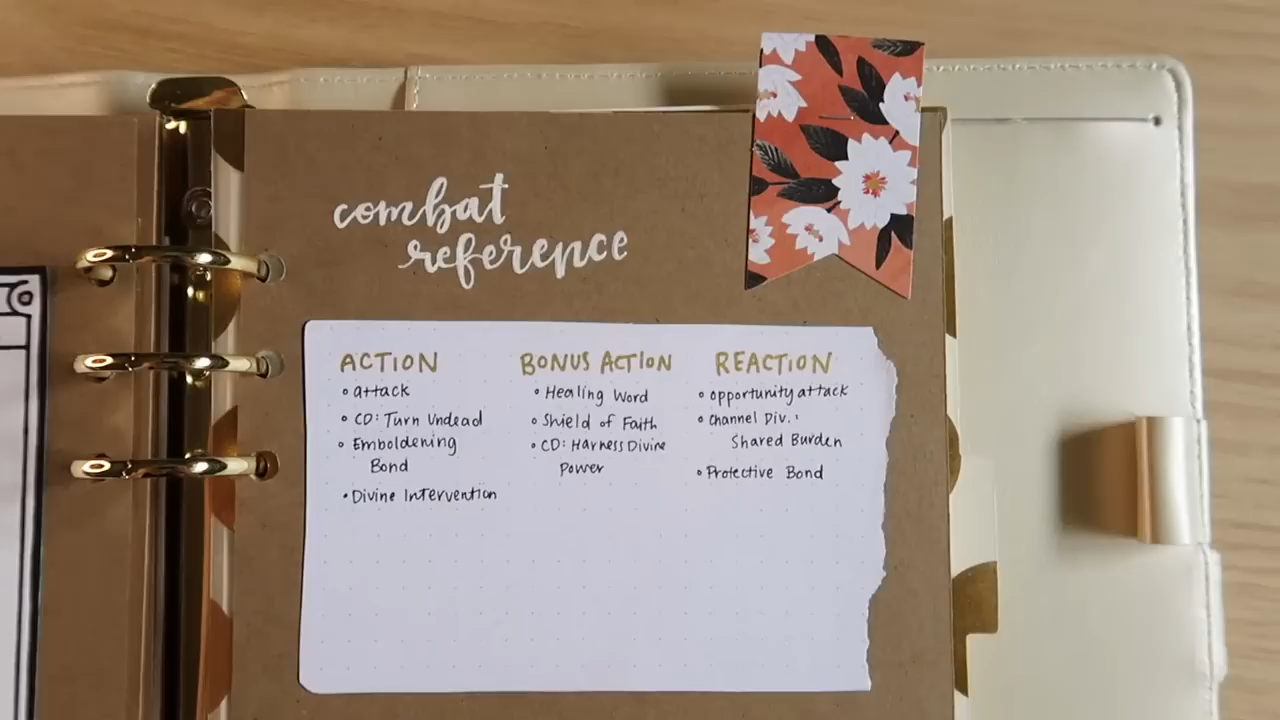 combat
reference
ACTION
• attack
• CD: Turn Undead
• Emboldening
Bond
• Divine Intervention
BONUS ACTION
• Healing Word
• Shield of Faith
• CD: Harness Divine
Power
REACTION
• opportunity attack
• Channel Div.:
Shared Burden
• Protective Bond